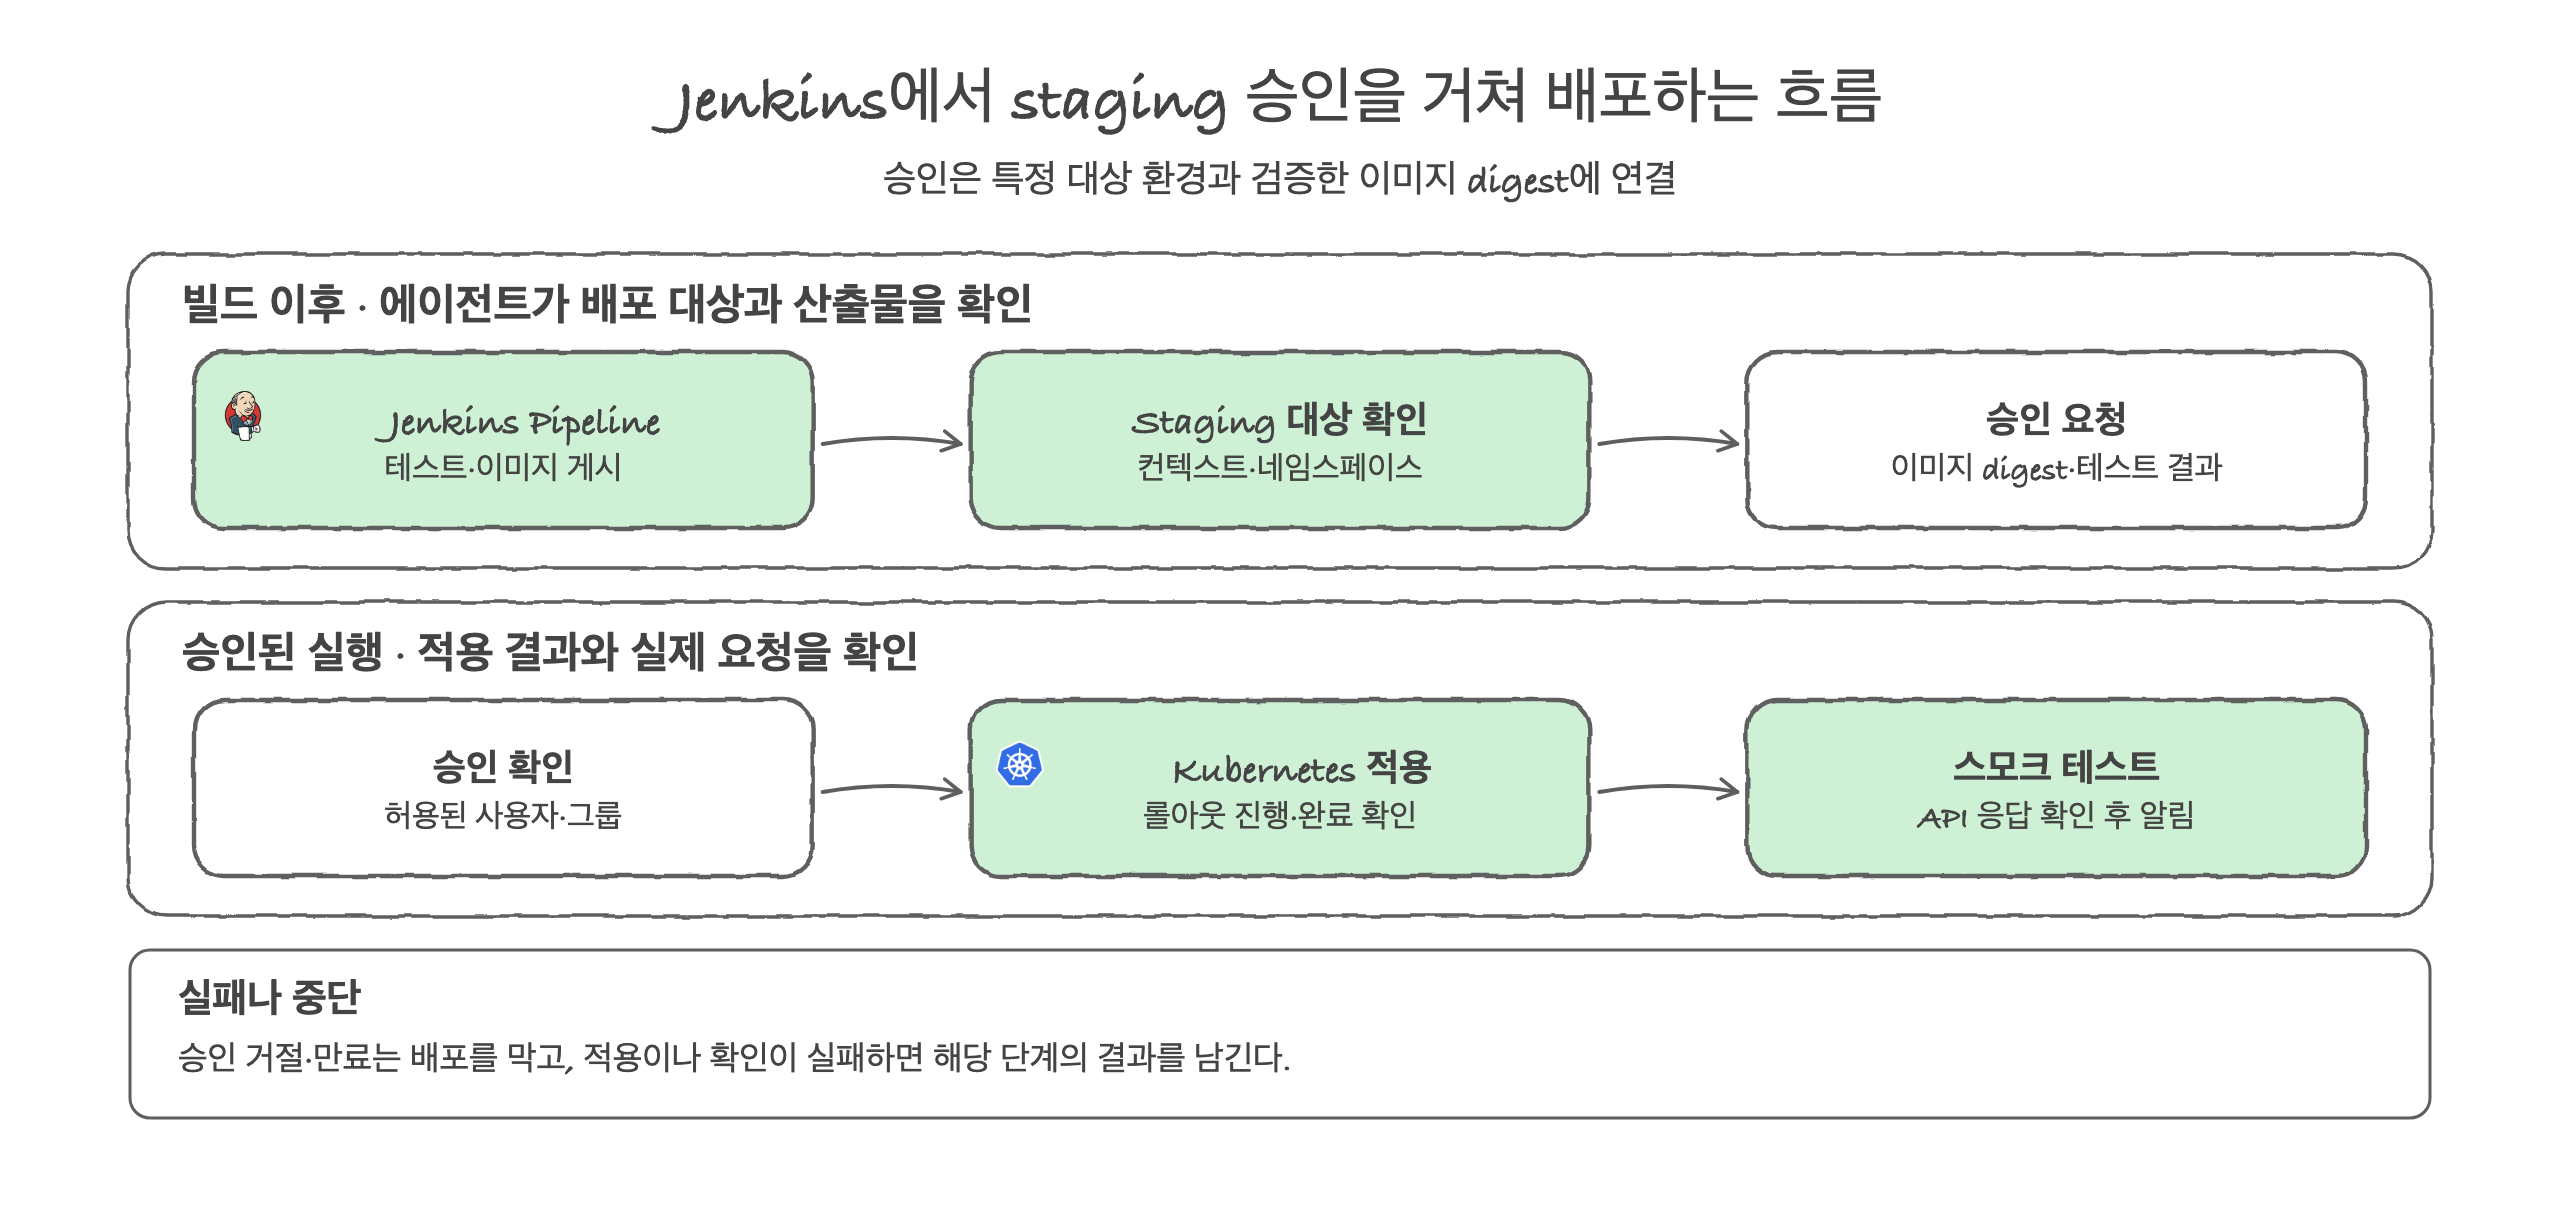 Jenkins에서 staging 승인을 거쳐 배포하는 흐름
승인은 특정 대상 환경과 검증한 이미지 digest에 연결
빌드 이후 · 에이전트가 배포 대상과 산출물을 확인
Jenkins Pipeline
테스트·이미지 게시
Staging 대상 확인
컨텍스트·네임스페이스
승인 요청
이미지 digest·테스트 결과
승인된 실행 · 적용 결과와 실제 요청을 확인
승인 확인
허용된 사용자·그룹
Kubernetes 적용
롤아웃 진행·완료 확인
스모크 테스트
API 응답 확인 후 알림
실패나 중단
승인 거절·만료는 배포를 막고, 적용이나 확인이 실패하면 해당 단계의 결과를 남긴다.